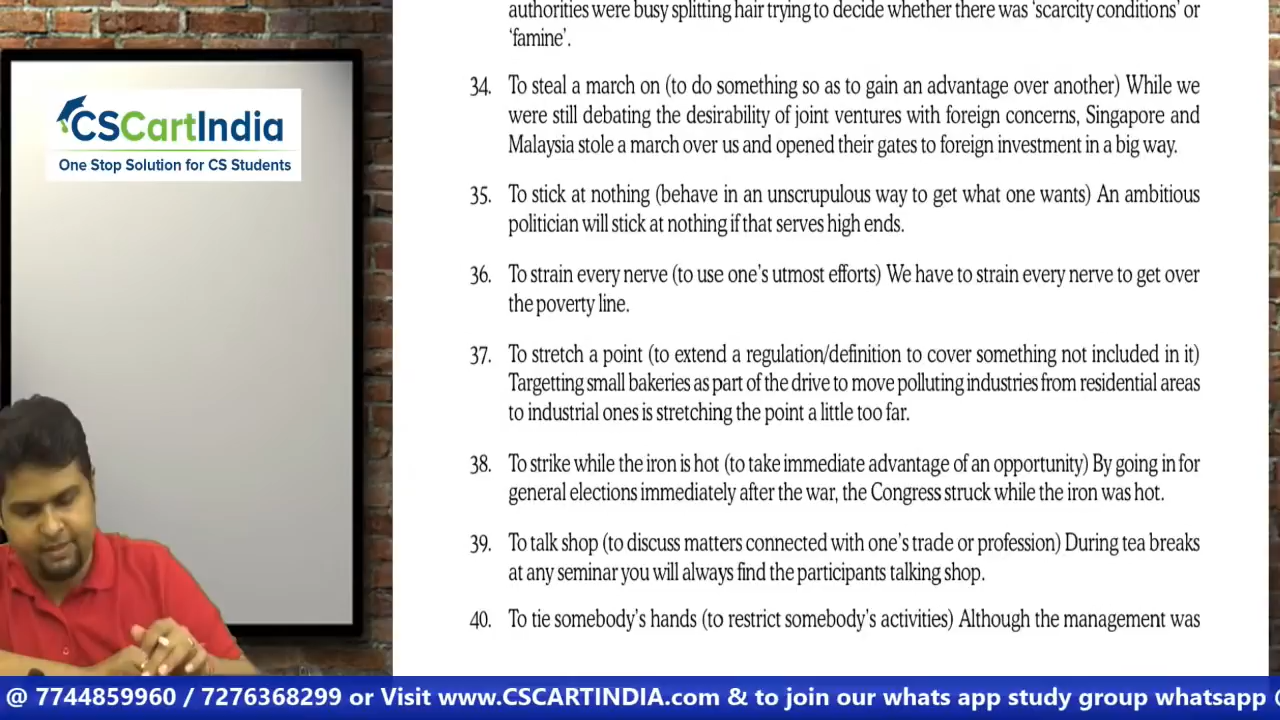 authorities were busy splitting hair trying to decide whether there was ‘scarcity conditions’ or
‘famine’.
34. To steal a march on (to do something so as to gain an advantage over another) While we
were still debating the desirability of joint ventures with foreign concerns, Singapore and
Malaysia stole a march over us and opened their gates to foreign investment in a big way.
35. To stick at nothing (behave in an unscrupulous way to get what one wants) An ambitious
politician will stick at nothing if that serves high ends.
36. To strain every nerve (to use one’s utmost efforts) We have to strain every nerve to get over
the poverty line.
37. To stretch a point (to extend a regulation/definition to cover something not included in it)
Targetting small bakeries as part of the drive to move polluting industries from residential areas
to industrial ones is stretching the point a little too far.
38. To strike while the iron is hot (to take immediate advantage of an opportunity) By going in for
general elections immediately after the war, the Congress struck while the iron was hot.
39. To talk shop (to discuss matters connected with one’s trade or profession) During tea breaks
at any seminar you will always find the participants talking shop.
40. To tie somebody’s hands (to restrict somebody’s activities) Although the management was
CSCartIndia
One Stop Solution for CS Students
@ 7744859960 / 7276368299 or Visit www.CSCARTINDIA.com & to join our whats app study group whatsapp